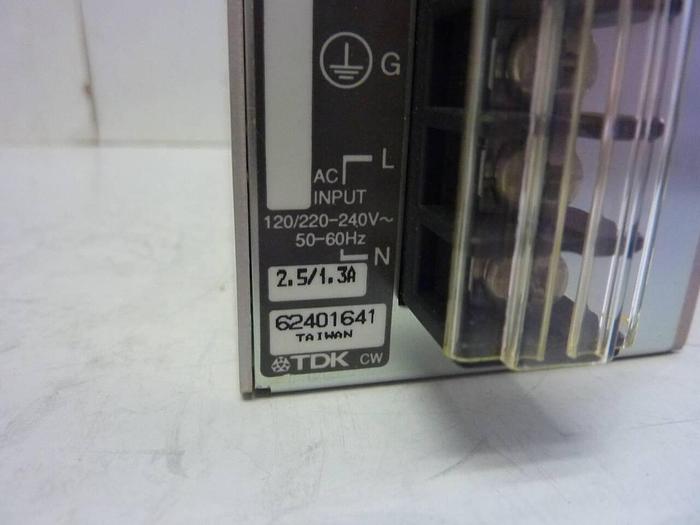 G
L
AC
INPUT
120/220-240V~
50-60Hz
N
2.5/1.3A
62401641
TAIWAN
TDK CW